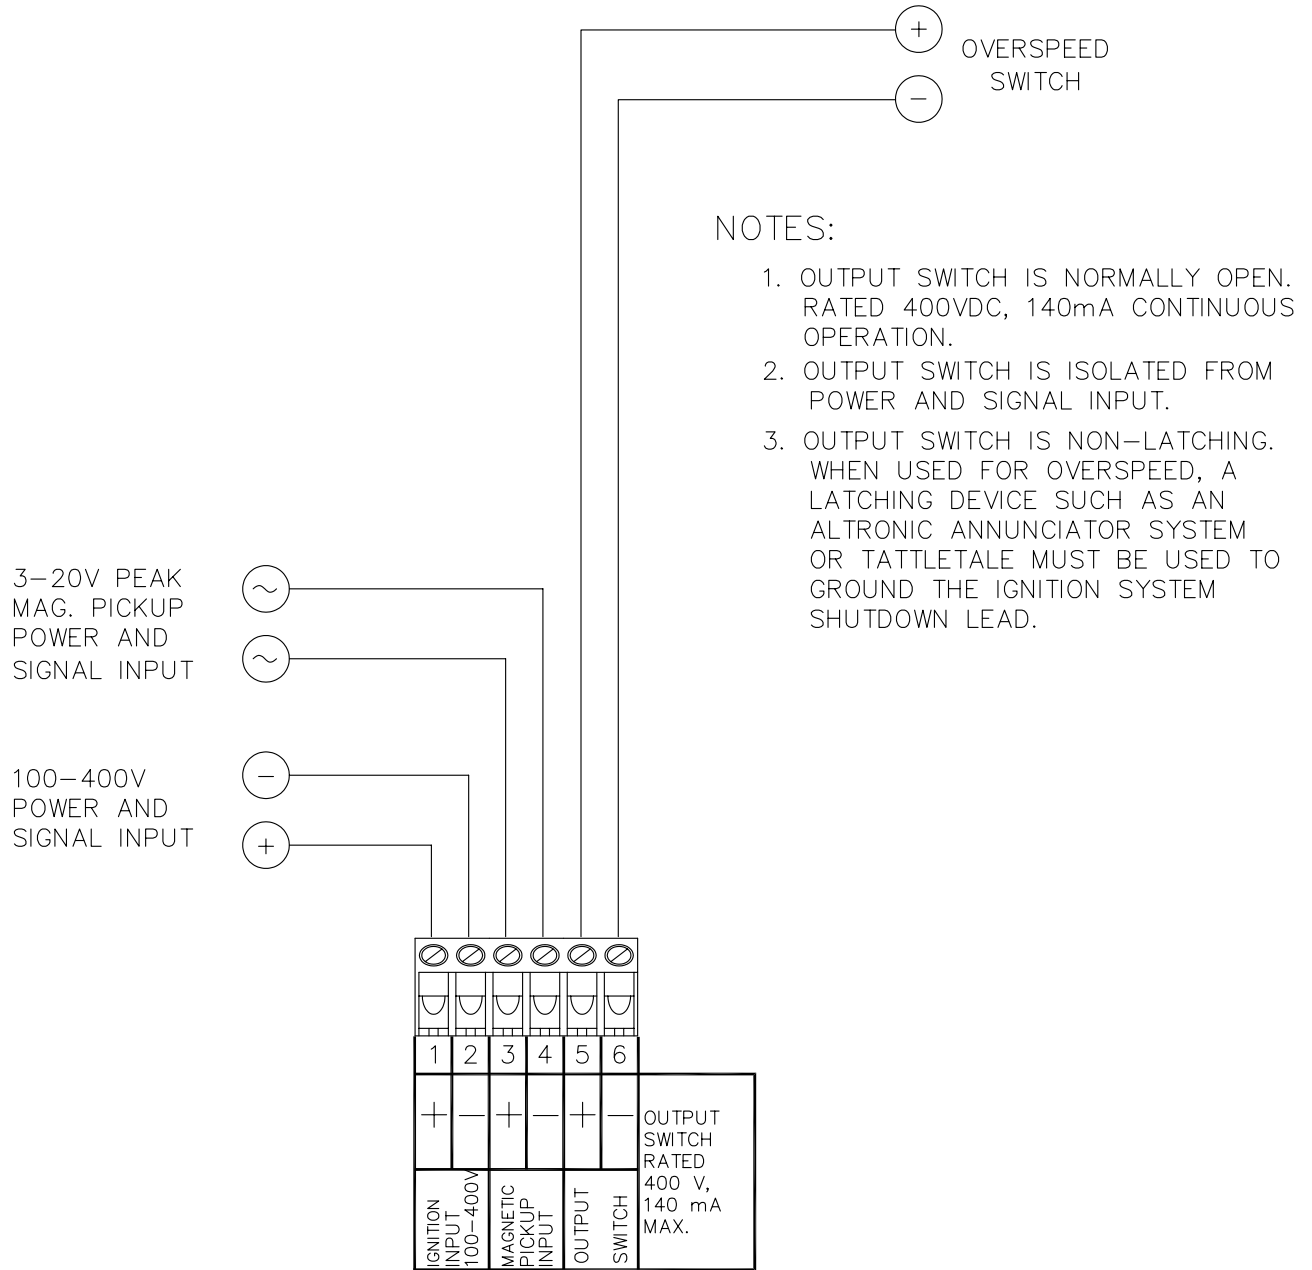 +
OVERSPEED
SWITCH
−
NOTES:
1. OUTPUT SWITCH IS NORMALLY OPEN.
RATED 400VDC, 140mA CONTINUOUS
OPERATION.
2. OUTPUT SWITCH IS ISOLATED FROM
POWER AND SIGNAL INPUT.
3. OUTPUT SWITCH IS NON−LATCHING.
WHEN USED FOR OVERSPEED, A
LATCHING DEVICE SUCH AS AN
ALTRONIC ANNUNCIATOR SYSTEM
OR TATTLETALE MUST BE USED TO
GROUND THE IGNITION SYSTEM
SHUTDOWN LEAD.
3−20V PEAK
MAG. PICKUP
POWER AND
SIGNAL INPUT
~
~
100−400V
POWER AND
SIGNAL INPUT
−
+
1 2 3 4 5 6
+ − + − + −
IGNITION
INPUT
100−400V
MAGNETIC
PICKUP
INPUT
OUTPUT
SWITCH
OUTPUT
SWITCH
RATED
400 V,
140 mA
MAX.